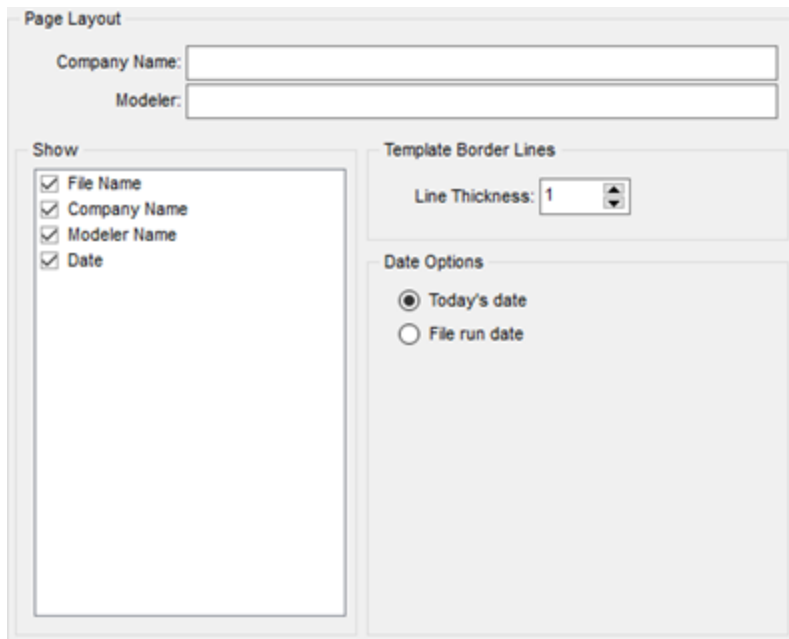 Page Layout
Company Name:
Modeler:
Show
File Name
Company Name
Modeler Name
Date
Template Border Lines
Line Thickness: 1
Date Options
Today's date
File run date